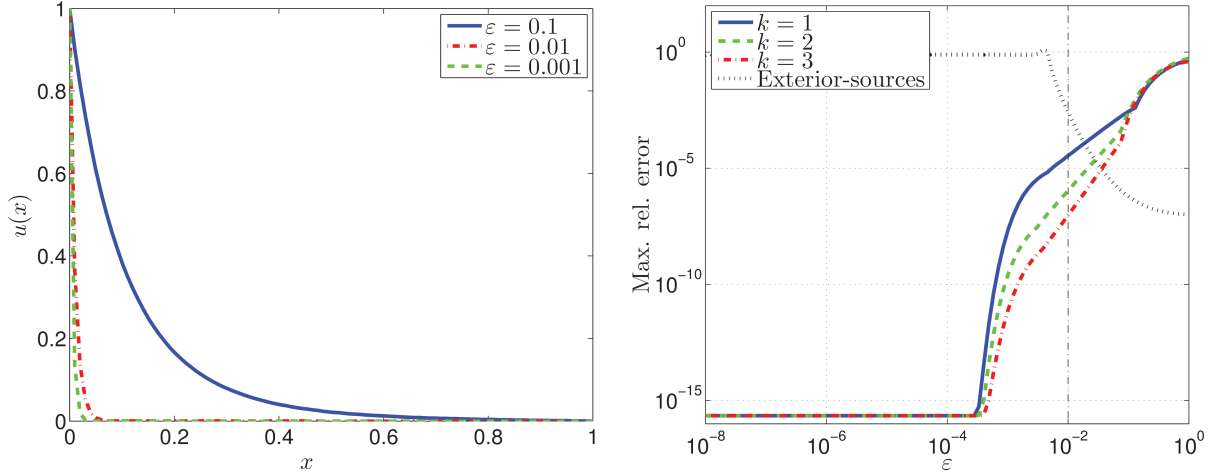 1
0.8
0.6
0.4
0.2
0
u(x)
0
0.2
0.4
0.6
0.8
1
x
ε = 0.1
ε = 0.01
ε = 0.001
10^0
10^-5
10^-10
10^-15
Max. rel. error
10^-8
10^-6
10^-4
10^-2
10^0
ε
k = 1
k = 2
k = 3
Exterior-sources